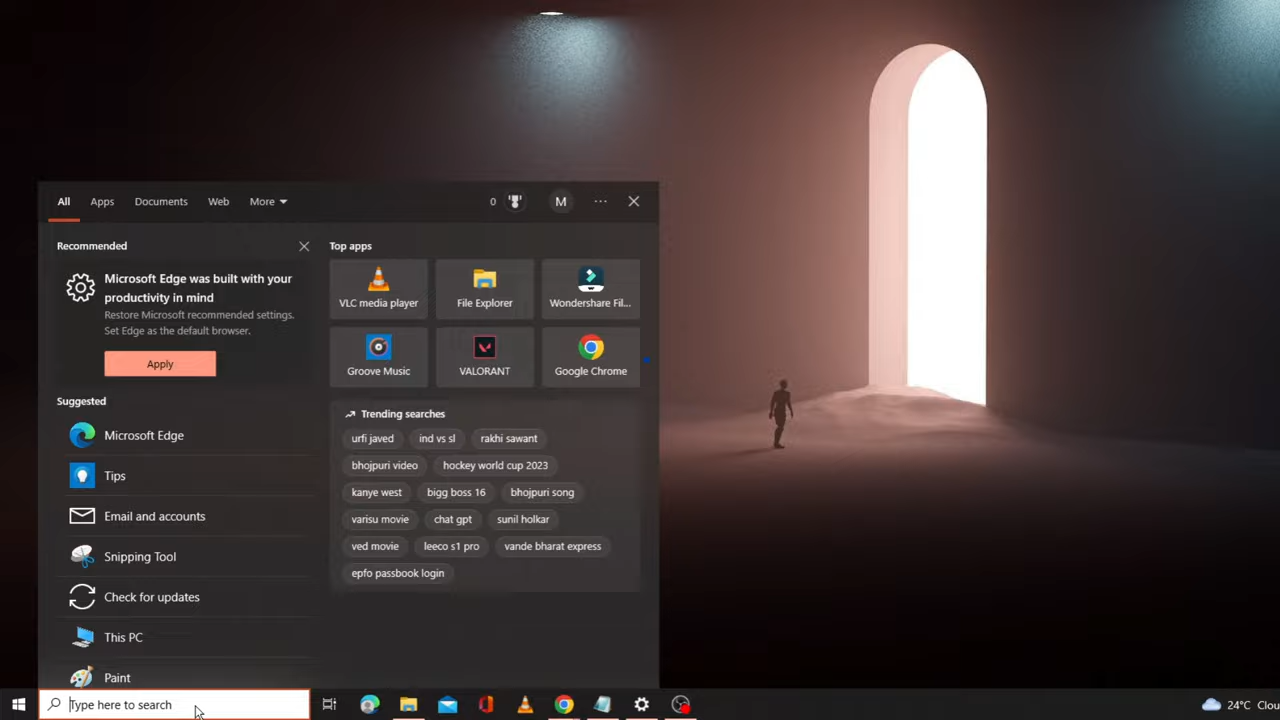 All Apps Documents Web More 0 M
Recommended
Microsoft Edge was built with your
productivity in mind
Restore Microsoft recommended settings.
Set Edge as the default browser.
Apply
Suggested
Microsoft Edge
Tips
Email and accounts
Snipping Tool
Check for updates
This PC
Paint
Top apps
VLC media player File Explorer Wondershare Fil...
Groove Music VALORANT Google Chrome
Trending searches
urfi javed ind vs sl rakhi sawant
bhojpuri video hockey world cup 2023
kanye west bigg boss 16 bhojpuri song
varisu movie chat gpt sunil holkar
ved movie leeco s1 pro vande bharat express
epfo passbook login
Type here to search 24°C Clou